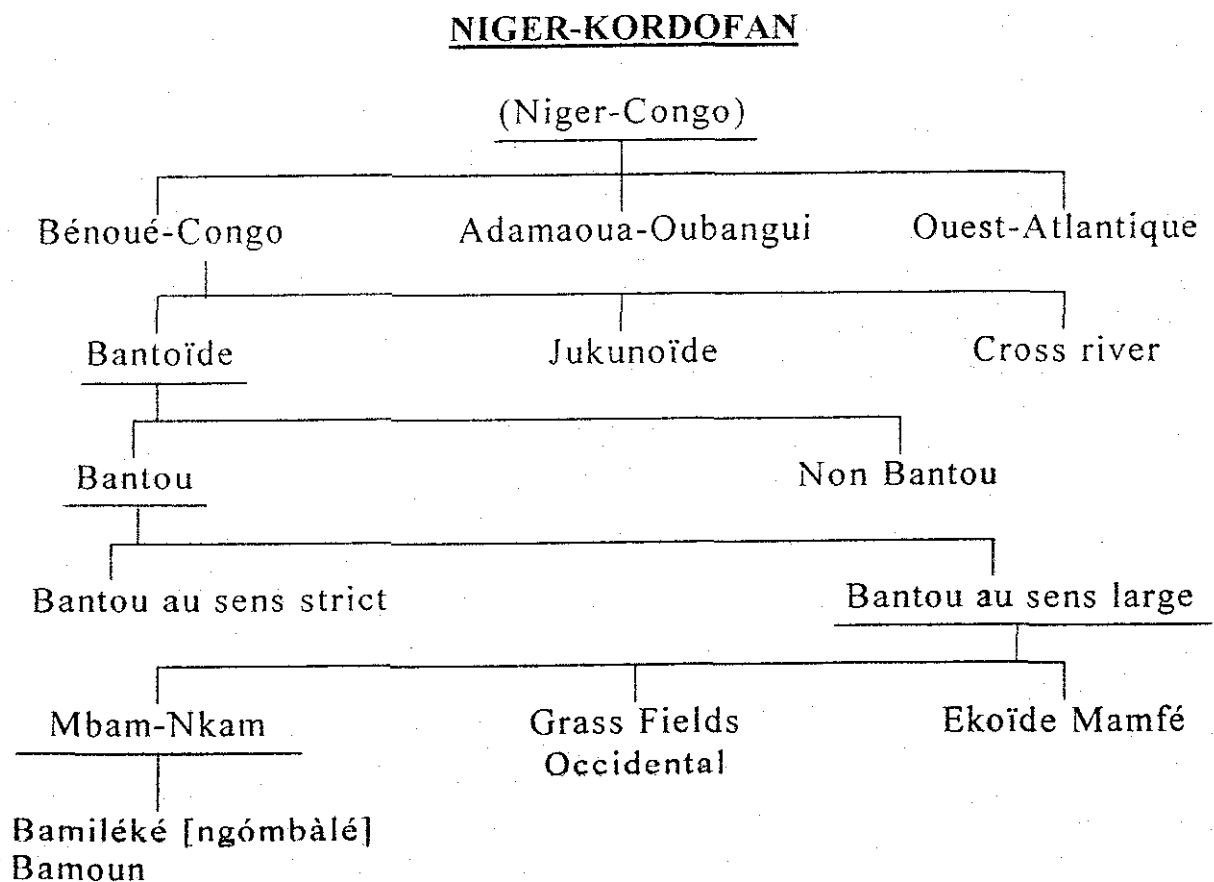 NIGER-KORDOFAN
(Niger-Congo)
Bénoué-Congo Adamaoua-Oubangui Ouest-Atlantique
Bantoïde Jukunoïde Cross river
Bantou Non Bantou
Bantou au sens strict Bantou au sens large
Mbam-Nkam Grass Fields Ekoïde Mamfé
Occidental
Bamiléké [ngómbàlé]
Bamoun